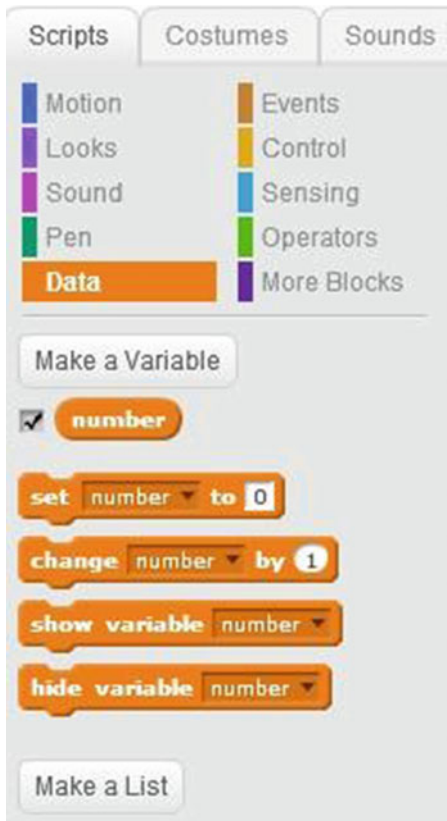 Scripts Costumes Sounds
Motion Events
Looks Control
Sound Sensing
Pen Operators
Data More Blocks
Make a Variable
number
set number to 0
change number by 1
show variable number
hide variable number
Make a List